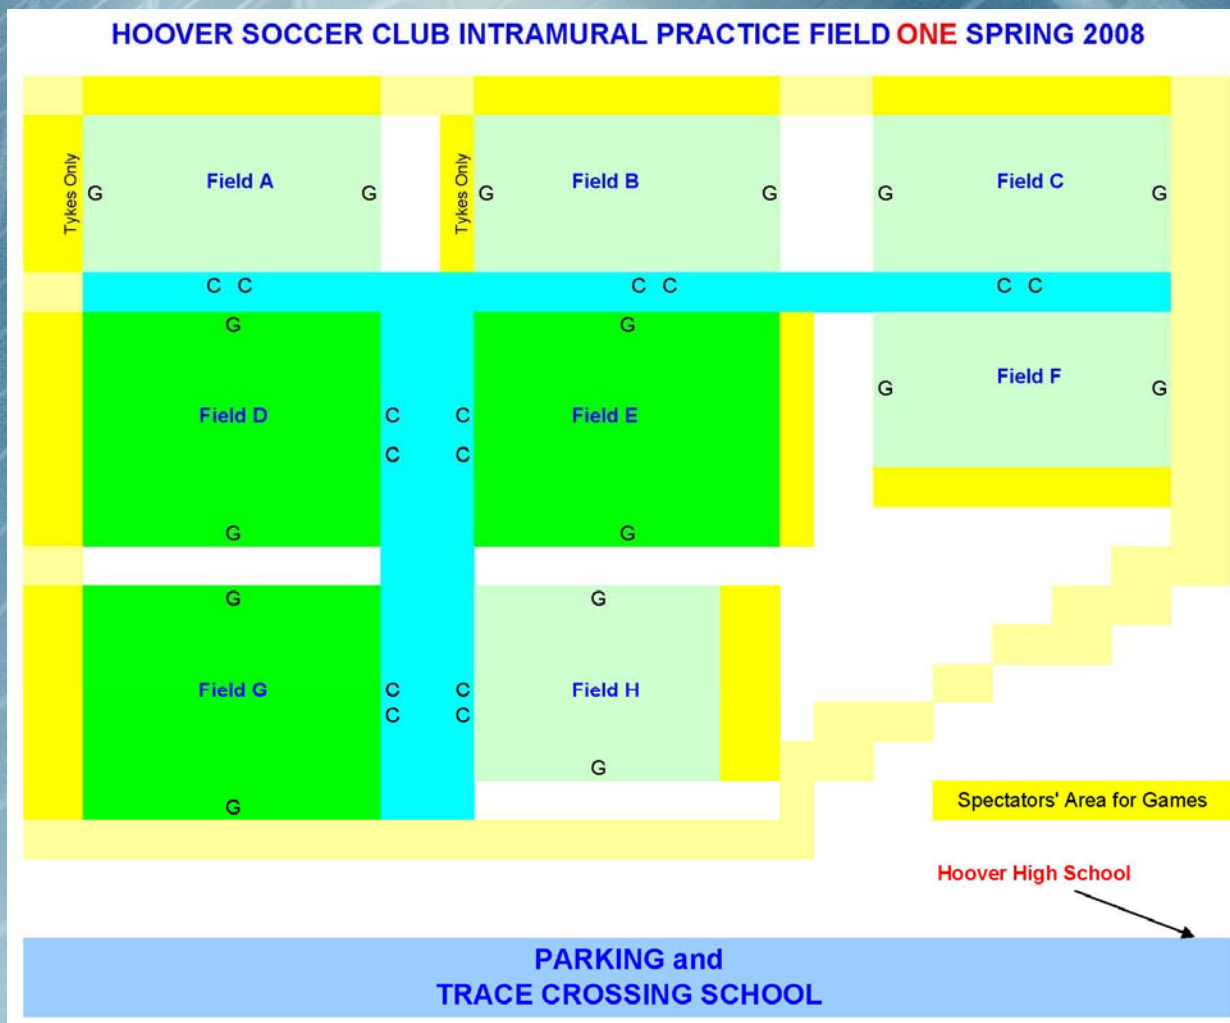 HOOVER SOCCER CLUB INTRAMURAL PRACTICE FIELD ONE SPRING 2008
Tykes Only
G
Field A
G
Tykes Only
G
Field B
G
G
Field C
G
C C
C C
C C
G
G
Field F
G
G
Field D
C
C
Field E
C
C
G
G
G
G
Field G
C
C
Field H
C
C
G
G
Spectators' Area for Games
Hoover High School
PARKING and
TRACE CROSSING SCHOOL